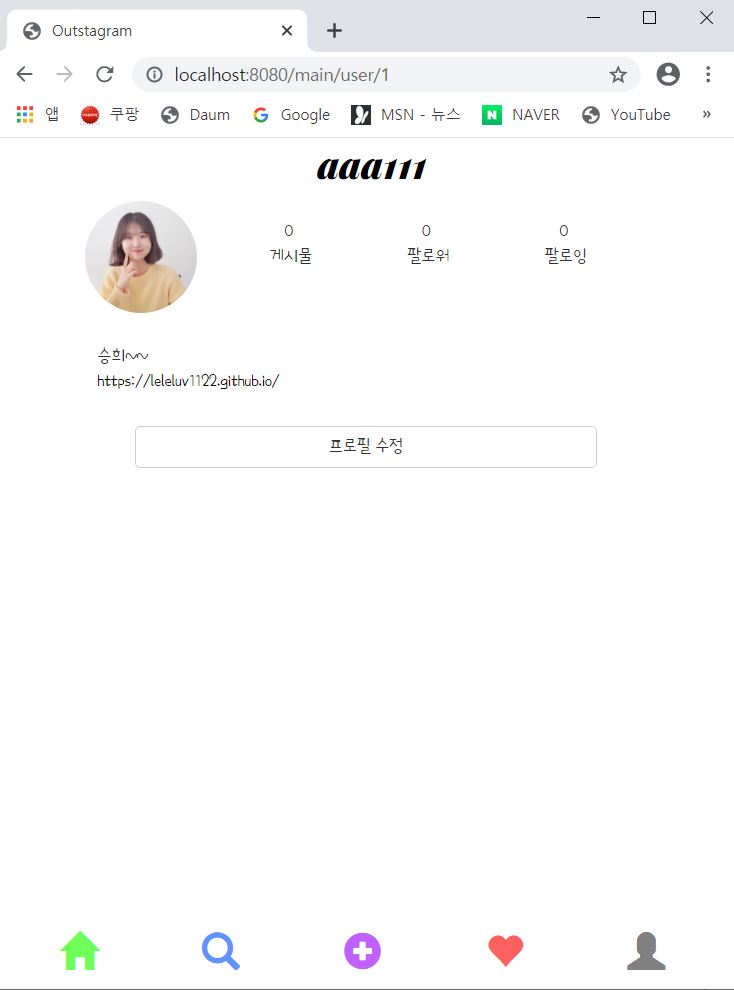 Outstagram
localhost:8080/main/user/1
앱 쿠팡 Daum Google MSN - 뉴스 NAVER YouTube »
aaa111
0 0 0
게시물 팔로워 팔로잉
승희~~
https://leleluv1122.github.io/
프로필 수정